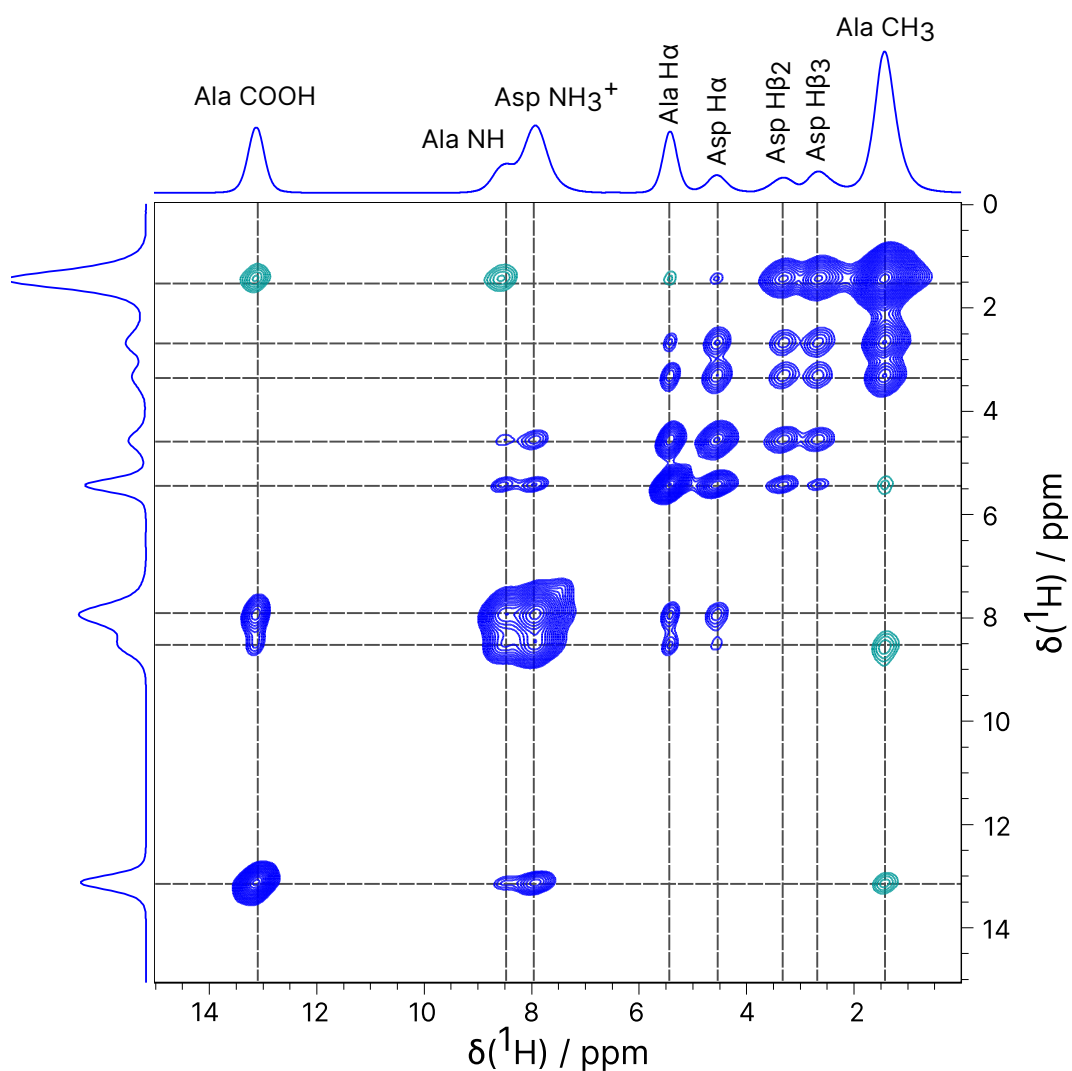 Ala CH3
Ala COOH
Asp NH3+
Ala NH
Ala Hα
Asp Hα
Asp Hβ2
Asp Hβ3
0
2
4
6
8
10
12
14
δ(1H) / ppm
14 12 10 8 6 4 2
δ(1H) / ppm